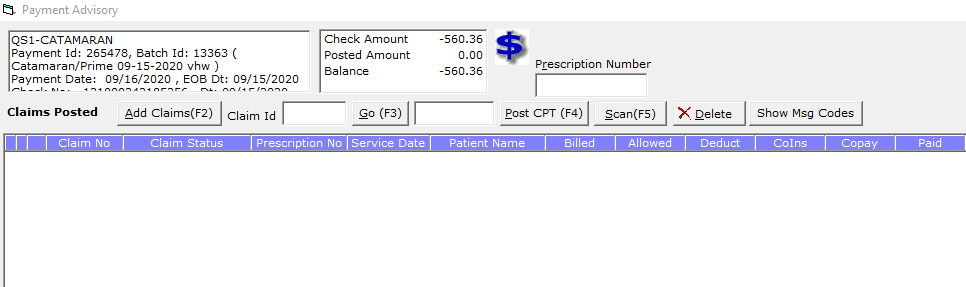 Payment Advisory
QS1-CATAMARAN
Payment Id: 265478, Batch Id: 13363 (
Catamaran/Prime 09-15-2020 vhw )
Payment Date:  09/16/2020 , EOB Dt: 09/15/2020
Check Amount -560.36
Posted Amount 0.00
Balance -560.36
$
Prescription Number
Claims Posted Add Claims(F2) Claim Id Go (F3) Post CPT (F4) Scan(F5) Delete Show Msg Codes
Claim No Claim Status Prescription No Service Date Patient Name Billed Allowed Deduct CoIns Copay Paid